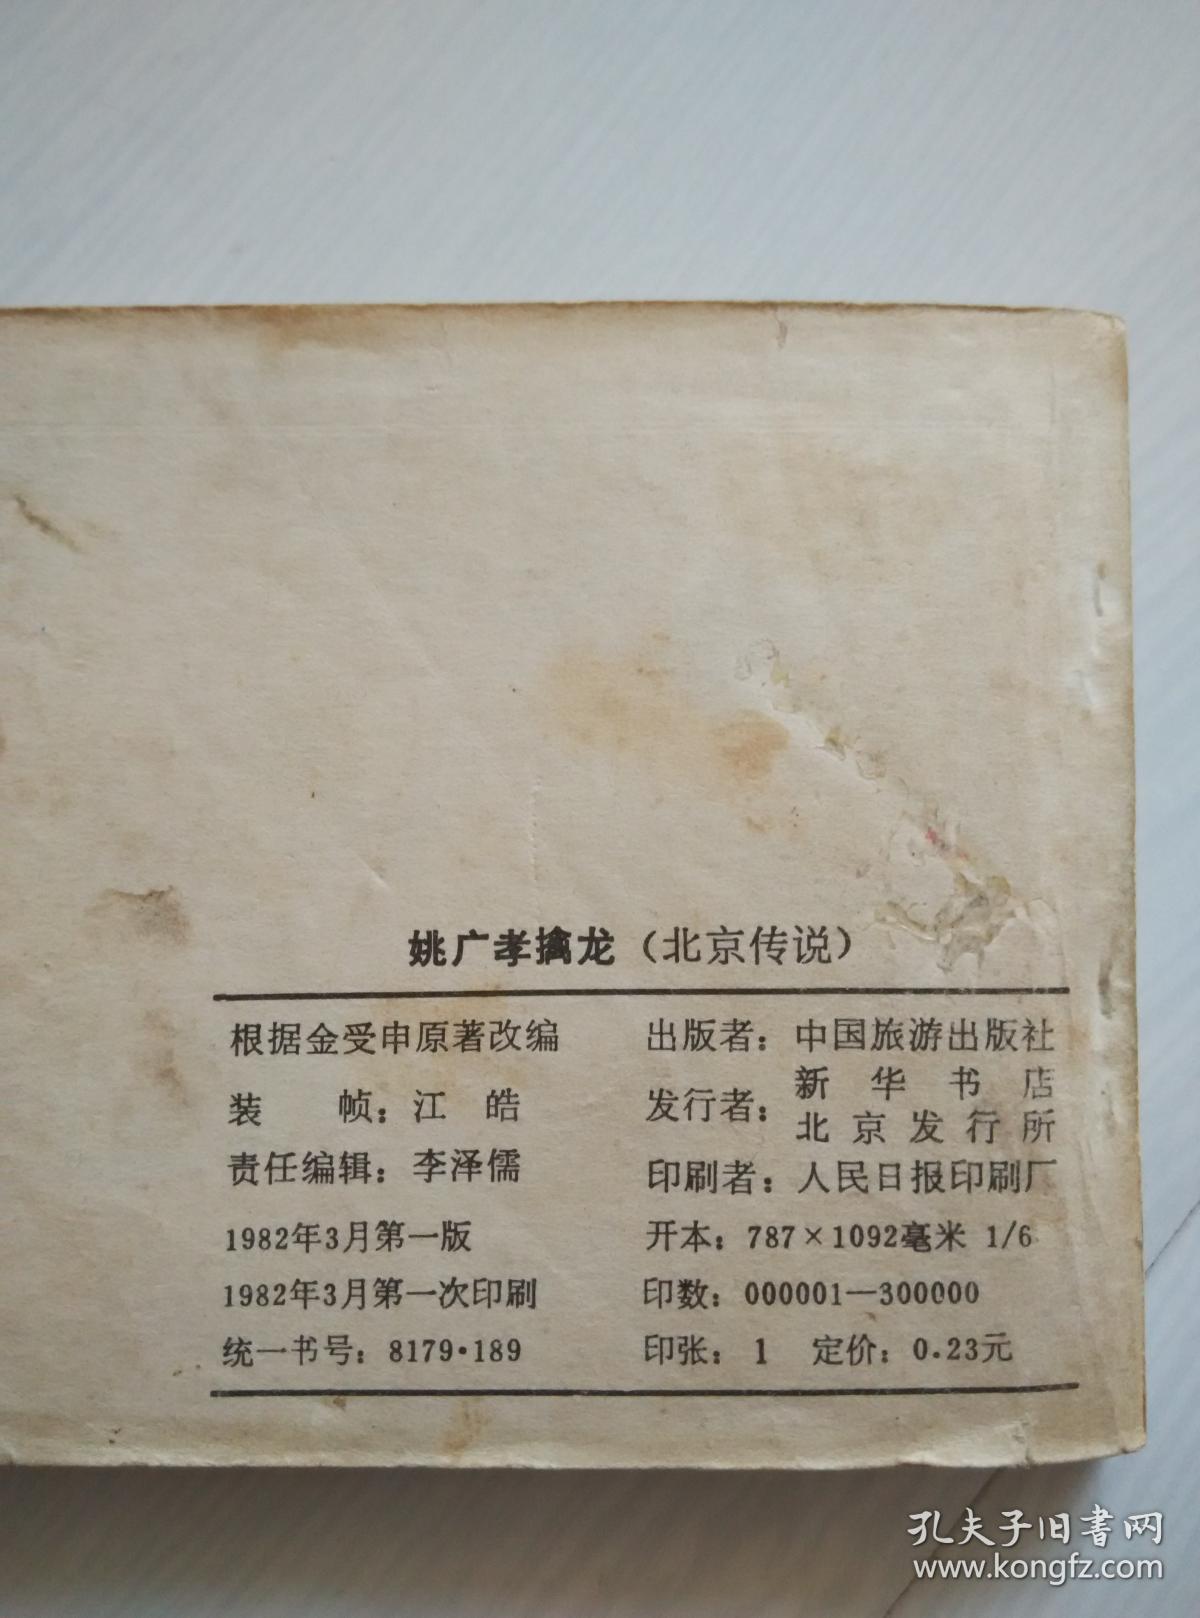 姚广孝擒龙（北京传说）
根据金受申原著改编
装　　帧：江　皓
责任编辑：李泽儒
1982年3月第一版
1982年3月第一次印刷
统一书号：8179·189
出版者：中国旅游出版社
发行者：新华书店
北京发行所
印刷者：人民日报印刷厂
开本：787×1092毫米 1/6
印数：000001—300000
印张：1　定价：0.23元
孔夫子旧书网
www.kongfz.com